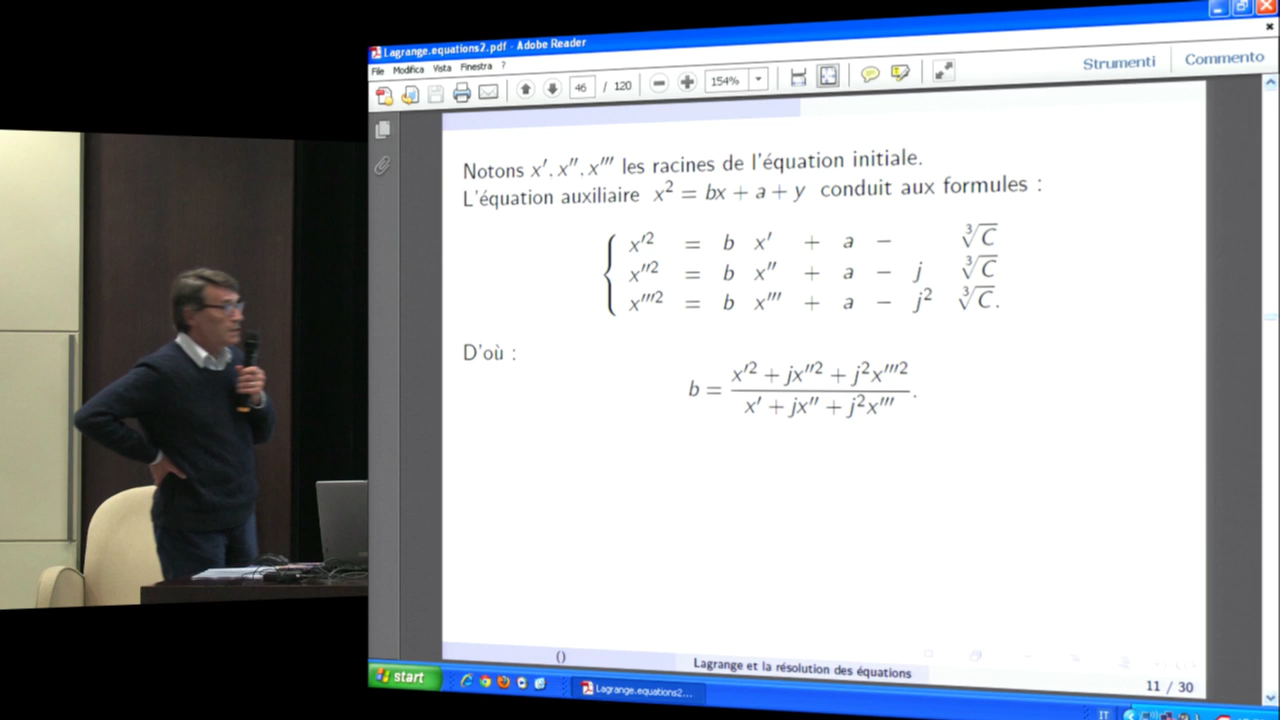 Lagrange.equations2.pdf - Adobe Reader
File Modifica Vista Finestra ?
46 / 120 154% Strumenti Commento
Notons x′. x″. x‴ les racines de l'équation initiale.
L'équation auxiliaire x² = bx + a + y conduit aux formules :
x′² = b x′ + a − ∛C
x″² = b x″ + a − j ∛C
x‴² = b x‴ + a − j² ∛C.
D'où :
b = (x′² + jx″² + j²x‴²) / (x′ + jx″ + j²x‴).
()
Lagrange et la résolution des équations
11 / 30
start
Lagrange.equations2...
IT